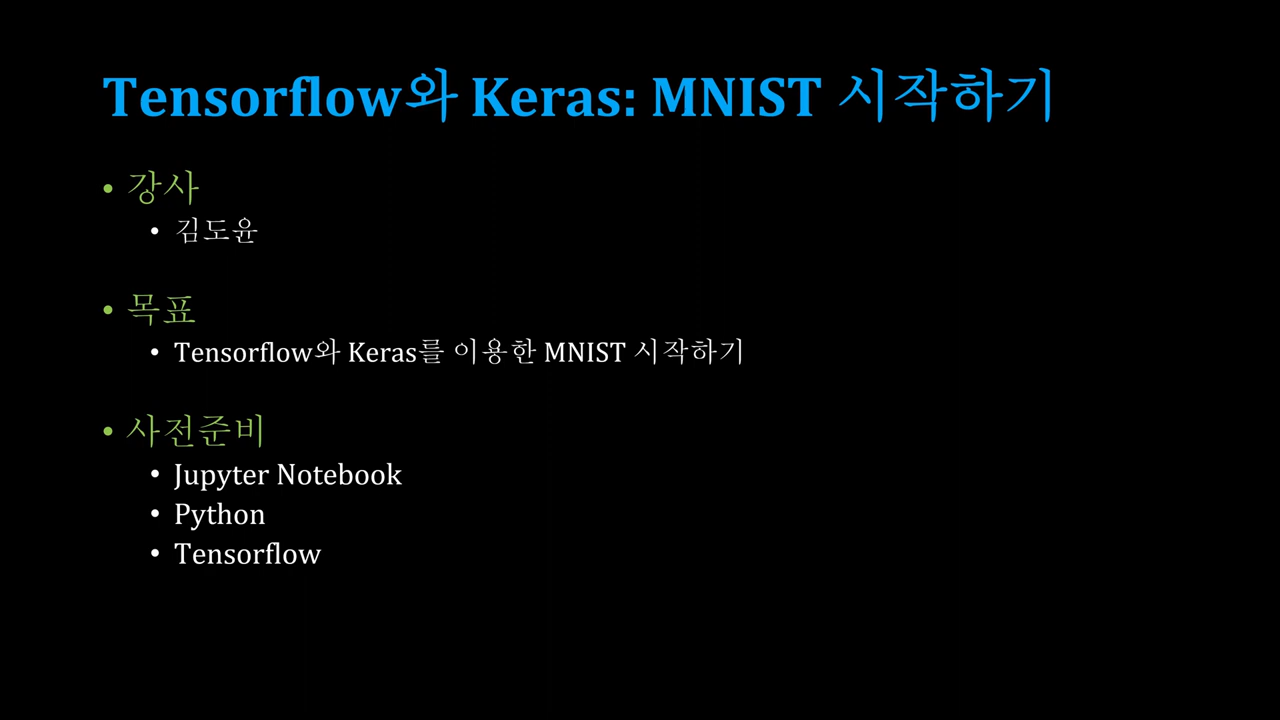 Tensorflow와 Keras: MNIST 시작하기
• 강사
• 김도윤
• 목표
• Tensorflow와 Keras를 이용한 MNIST 시작하기
• 사전준비
• Jupyter Notebook
• Python
• Tensorflow